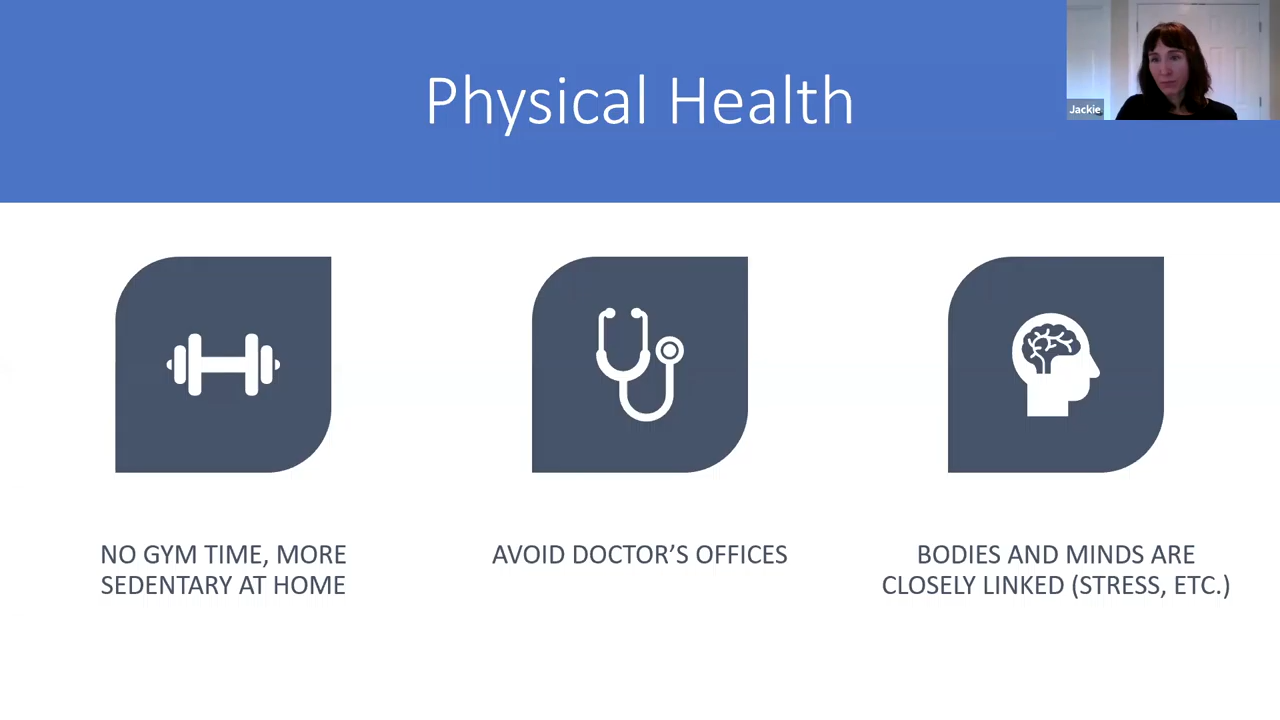 Physical Health
Jackie
NO GYM TIME, MORE
SEDENTARY AT HOME
AVOID DOCTOR’S OFFICES
BODIES AND MINDS ARE
CLOSELY LINKED (STRESS, ETC.)